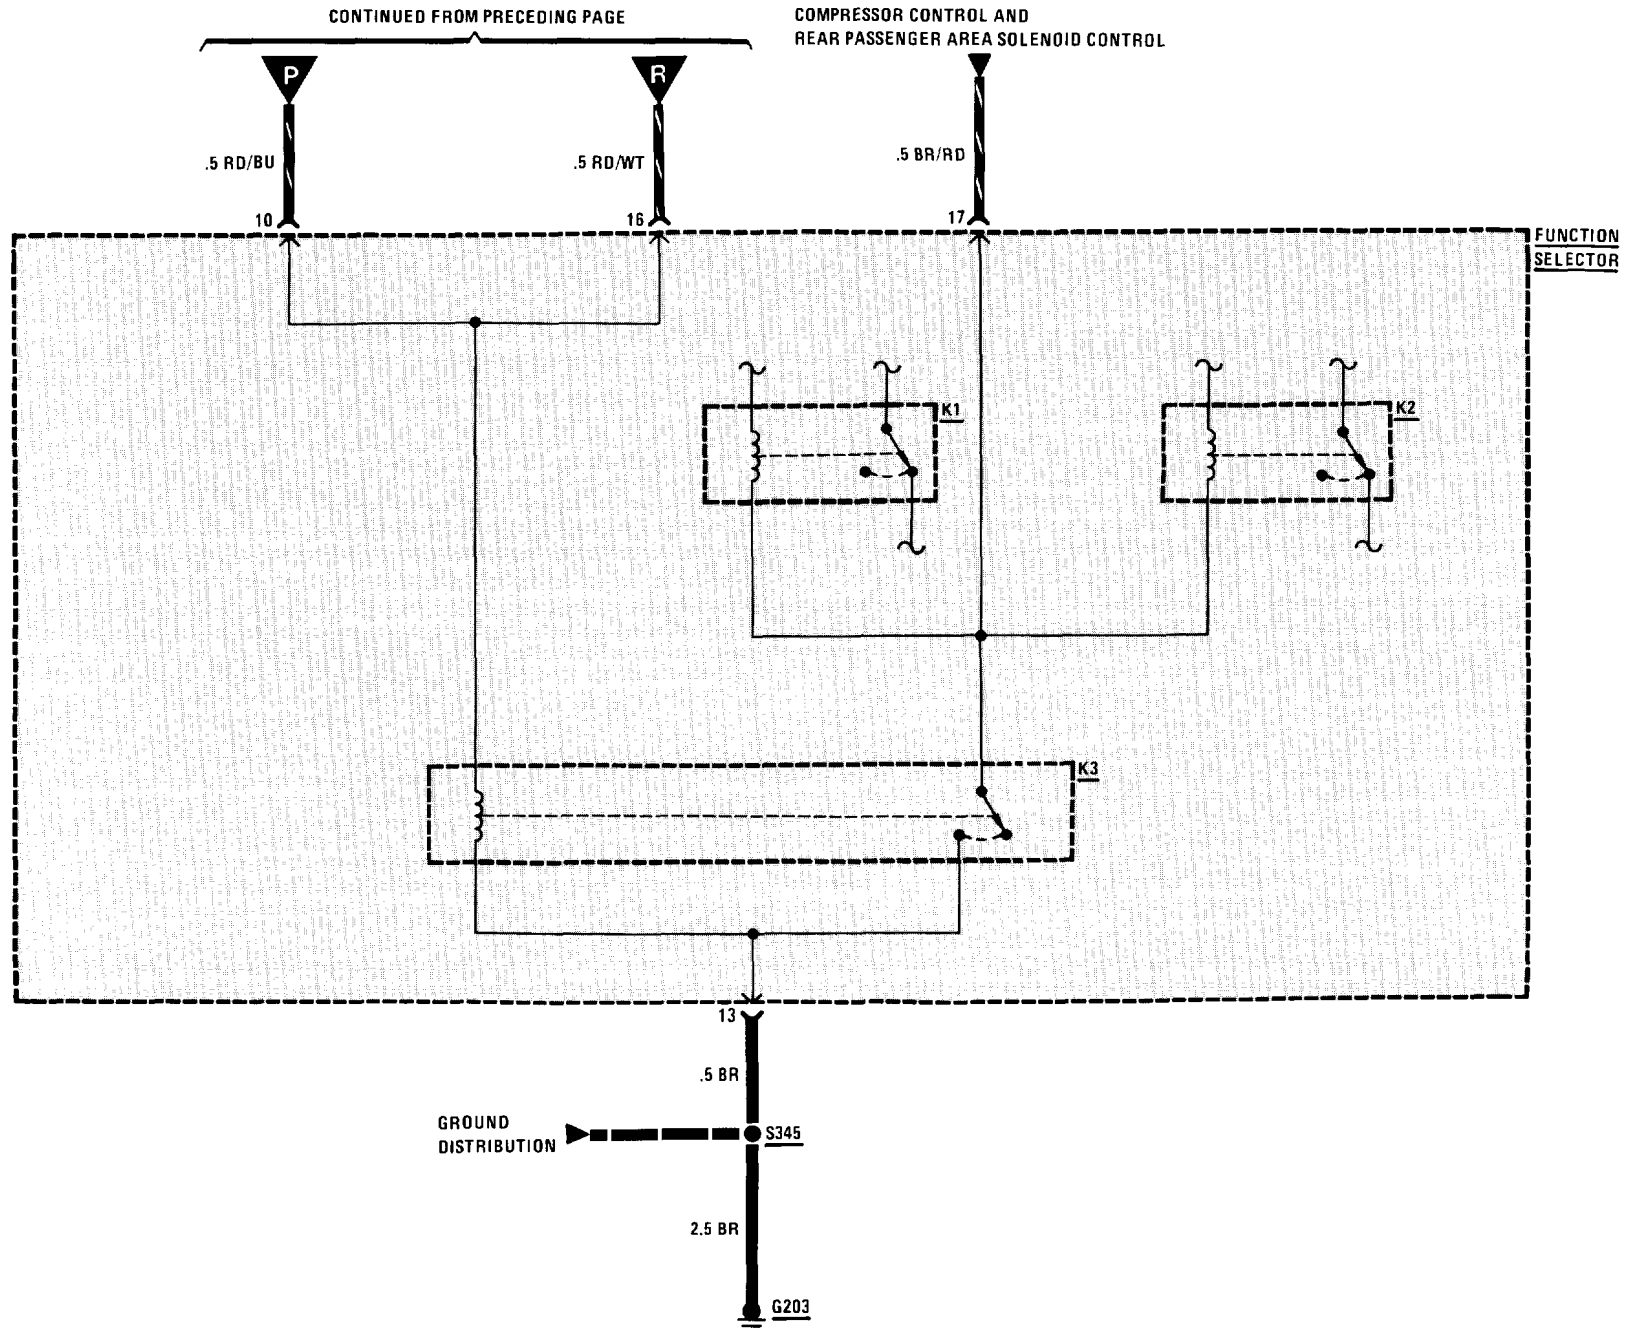 CONTINUED FROM PRECEDING PAGE
COMPRESSOR CONTROL AND
REAR PASSENGER AREA SOLENOID CONTROL
P
R
.5 RD/BU
.5 RD/WT
.5 BR/RD
10
16
17
FUNCTION
SELECTOR
K1
K2
K3
13
.5 BR
GROUND
DISTRIBUTION
S345
2.5 BR
G203